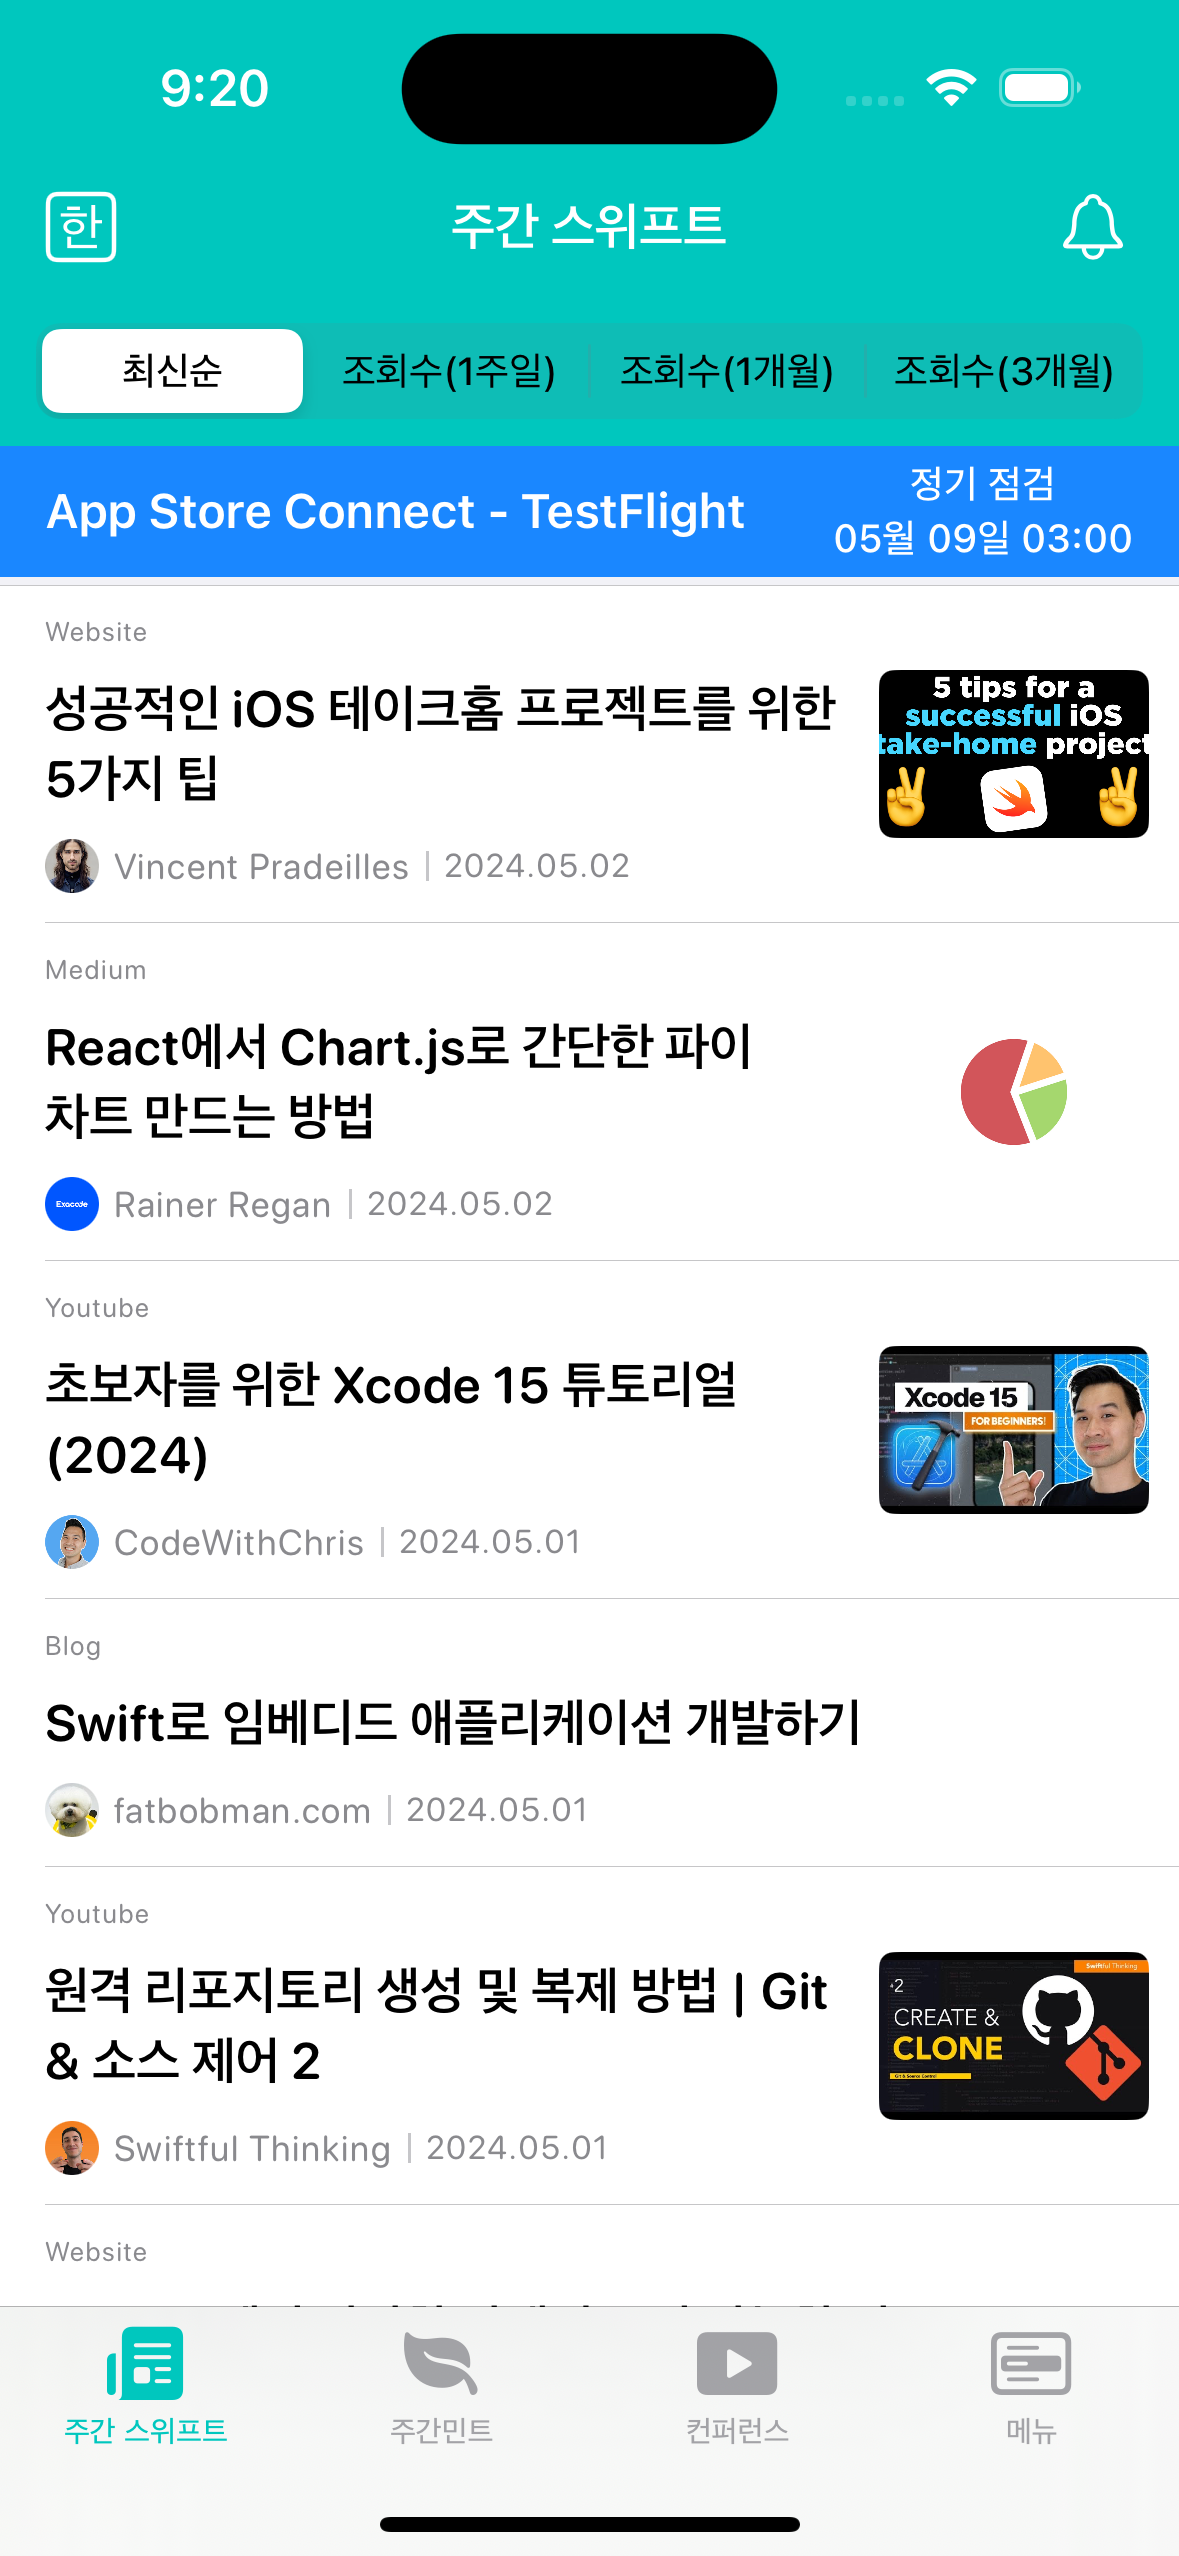 9:20
한
주간 스위프트
최신순
조회수(1주일)
조회수(1개월)
조회수(3개월)
App Store Connect - TestFlight
정기 점검
05월 09일 03:00
Website
성공적인 iOS 테이크홈 프로젝트를 위한
5가지 팁
5 tips for a
successful iOS
take-home project
Vincent Pradeilles | 2024.05.02
Medium
React에서 Chart.js로 간단한 파이
차트 만드는 방법
Exacode
Rainer Regan | 2024.05.02
Youtube
초보자를 위한 Xcode 15 튜토리얼
(2024)
Xcode 15
FOR BEGINNERS!
CodeWithChris | 2024.05.01
Blog
Swift로 임베디드 애플리케이션 개발하기
fatbobman.com | 2024.05.01
Youtube
원격 리포지토리 생성 및 복제 방법 | Git
& 소스 제어 2
Swiftful Thinking
#2
CREATE &
CLONE
Git & Source Control
Swiftful Thinking | 2024.05.01
Website
주간 스위프트
주간민트
컨퍼런스
메뉴